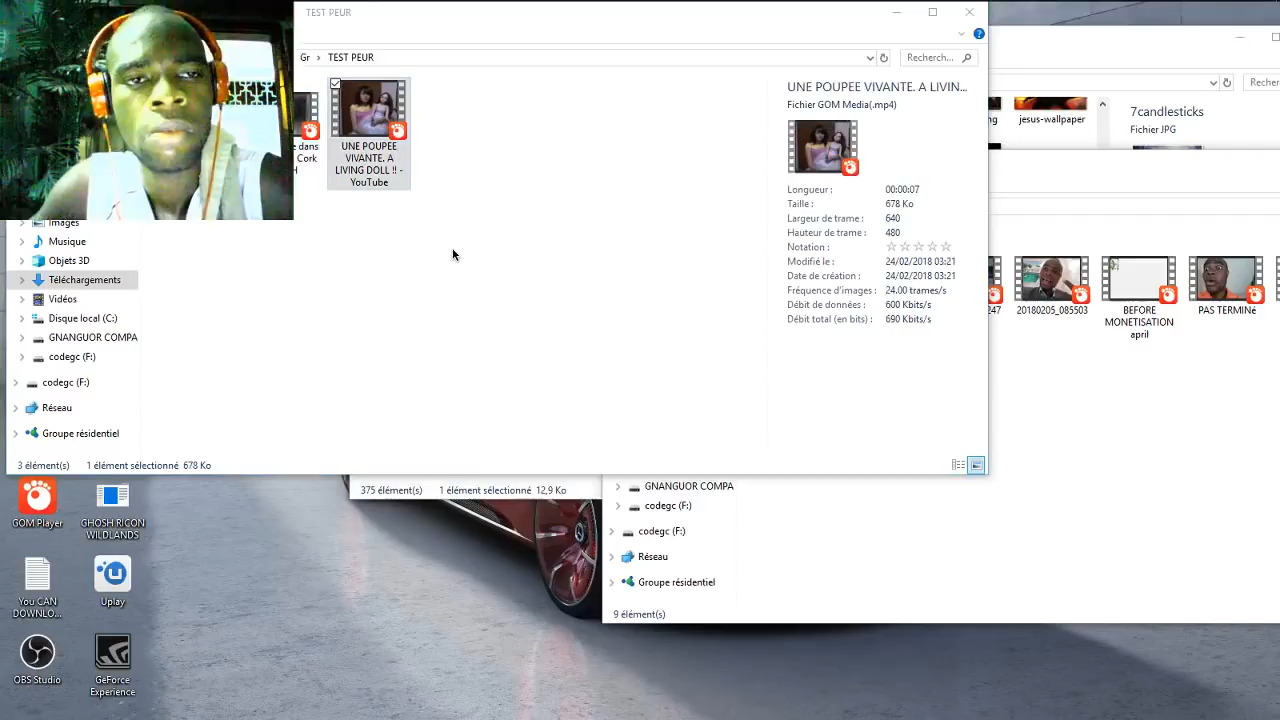 TEST PEUR
Gr › TEST PEUR
Recherch...
e dans
Cork
H
UNE POUPEE
VIVANTE. A
LIVING DOLL !! -
YouTube
UNE POUPEE VIVANTE. A LIVIN...
Fichier GOM Media(.mp4)
Longueur : 00:00:07
Taille : 678 Ko
Largeur de trame : 640
Hauteur de trame : 480
Notation :
Modifié le : 24/02/2018 03:21
Date de création : 24/02/2018 03:21
Fréquence d'images : 24.00 trames/s
Débit de données : 600 Kbits/s
Débit total (en bits) : 690 Kbits/s
Images
Musique
Objets 3D
Téléchargements
Vidéos
Disque local (C:)
GNANGUOR COMPA
codegc (F:)
codegc (F:)
Réseau
Groupe résidentiel
3 élément(s) 1 élément sélectionné 678 Ko
Recher
ng
jesus-wallpaper
7candlesticks
Fichier JPG
247
20180205_085503
BEFORE
MONETISATION
april
PAS TERMINé
375 élément(s) 1 élément sélectionné 12,9 Ko
GNANGUOR COMPA
codegc (F:)
codegc (F:)
Réseau
Groupe résidentiel
9 élément(s)
GOM Player
GHOSH RICON
WILDLANDS
You CAN
DOWNLO...
Uplay
OBS Studio
GeForce
Experience